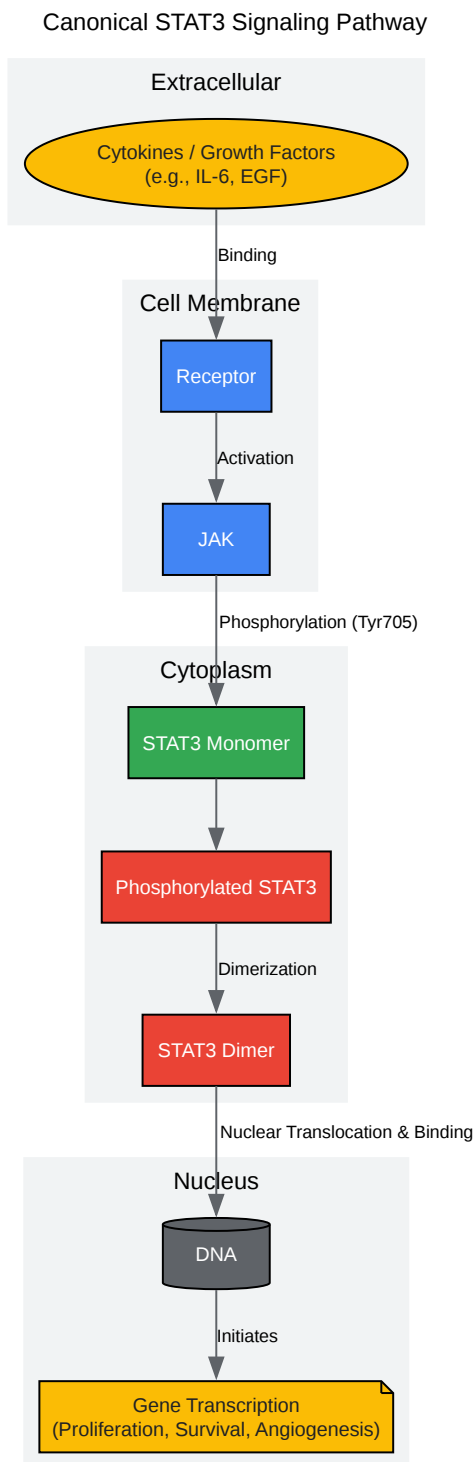 Canonical STAT3 Signaling Pathway
Extracellular
Cytokines / Growth Factors
(e.g., IL-6, EGF)
Binding
Cell Membrane
Receptor
Activation
JAK
Phosphorylation (Tyr705)
Cytoplasm
STAT3 Monomer
Phosphorylated STAT3
Dimerization
STAT3 Dimer
Nuclear Translocation & Binding
Nucleus
DNA
Initiates
Gene Transcription
(Proliferation, Survival, Angiogenesis)